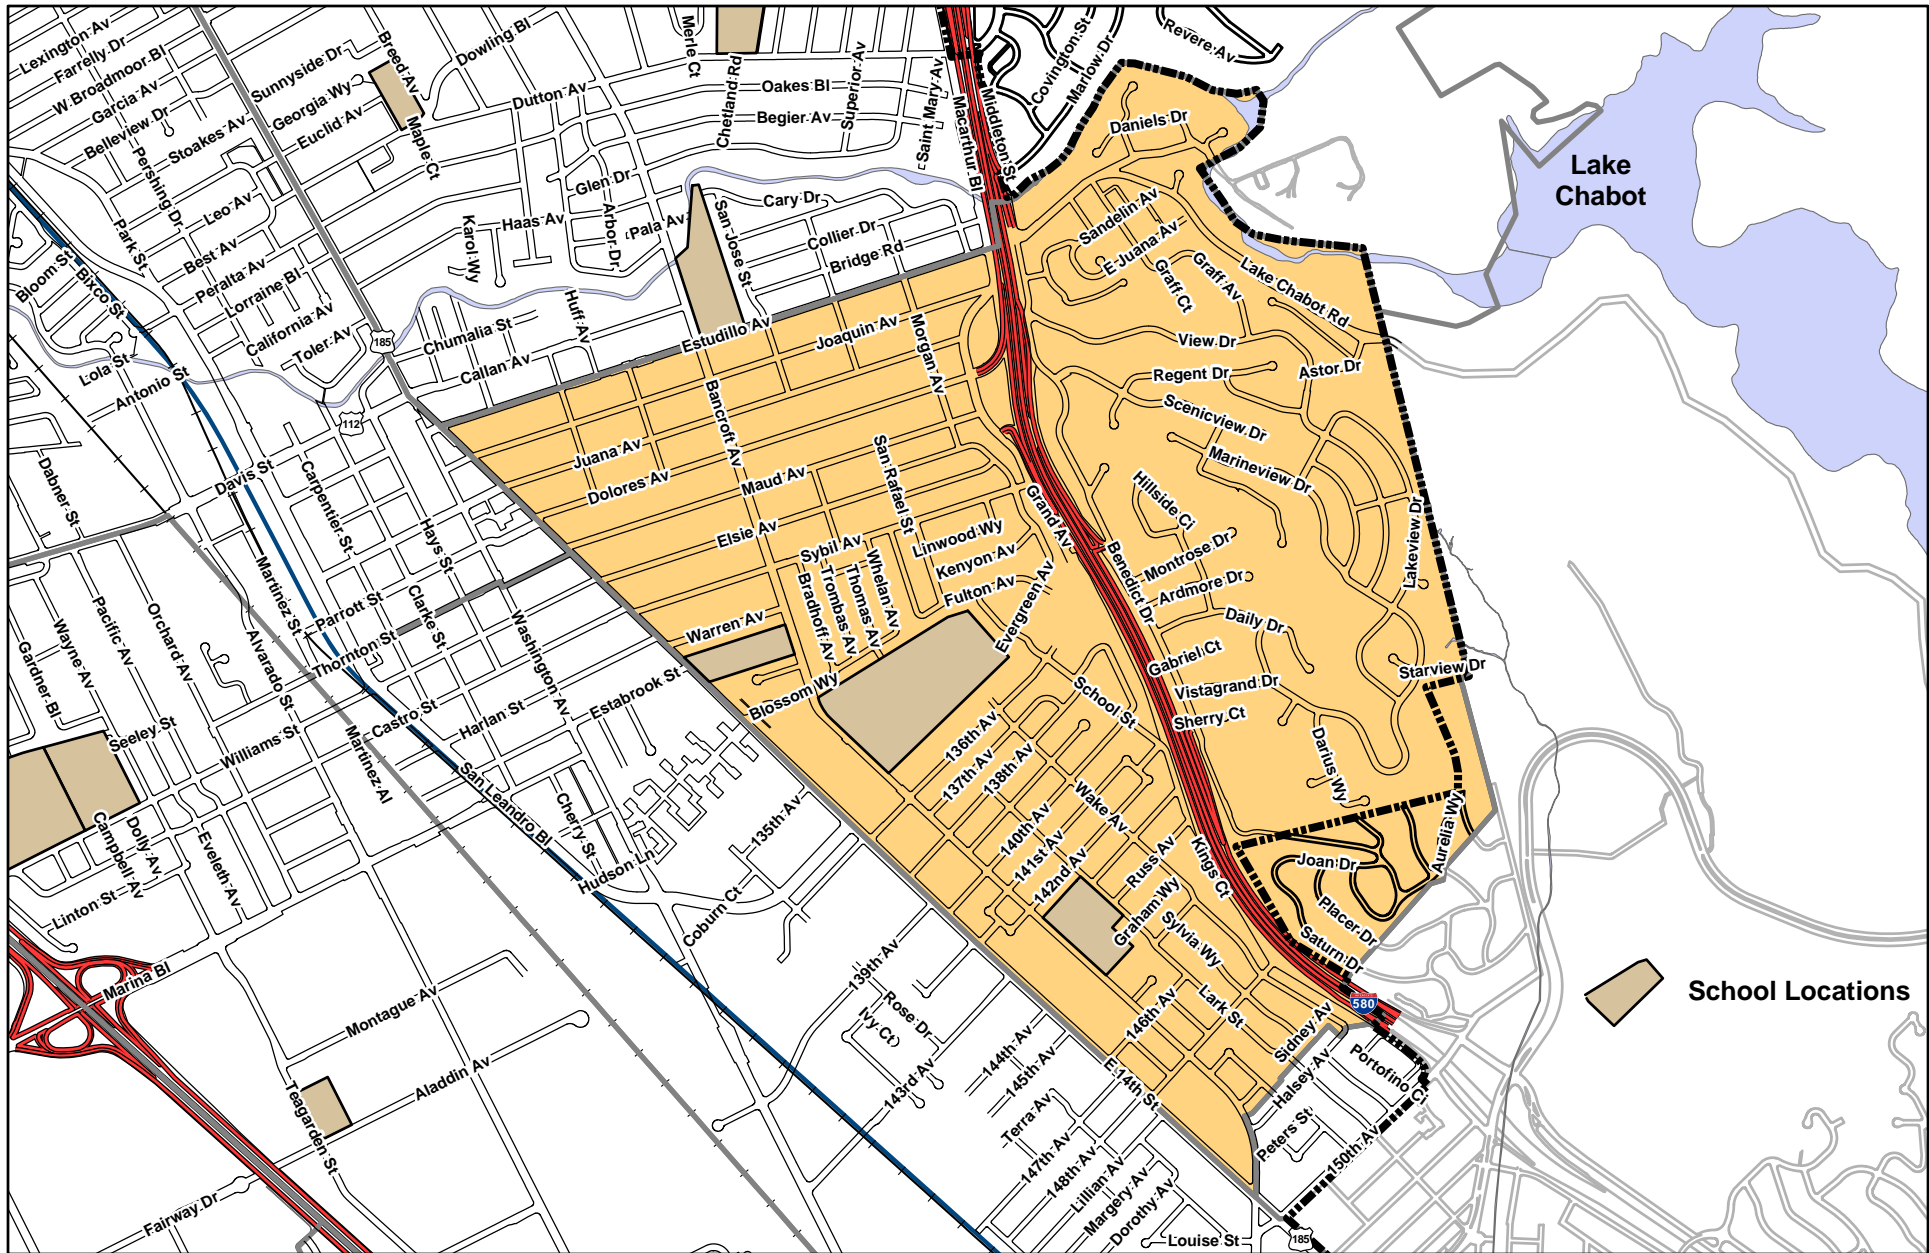 Lexington Av
Farrelly Dr
W Broadmoor Bl
Garcia Av
Belleview Dr
Stoakes Av
Pershing Dr
Park St
Leo Av
Best Av
Peralta Av
Lorraine Bl
California Av
Toler Av
Sunnyside Dr
Georgia Wy
Euclid Av
Breed Av
Maple Ct
Dowling Bl
Dutton Av
Merle Ct
Chetland Rd
Oakes Bl
Begier Av
Superior Av
Saint Mary Av
Macarthur Bl
Middleton St
Covington St
Marlow Dr
Revere Av
Daniels Dr
Lake
Chabot
Glen Dr
Arbor Dr
Pala Av
Haas Av
Karol Wy
San Jose St
Cary Dr
Collier Dr
Bridge Rd
Sandelin Av
E Juana Av
Graff Ct
Graff Av
Lake Chabot Rd
Bloom St
Bixco St
Lola St
Antonio St
185
112
Chumalia St
Callan Av
Huff Av
Estudillo Av
Joaquin Av
Morgan Av
View Dr
Regent Dr
Astor Dr
Scenicview Dr
Marineview Dr
Lakeview Dr
Bancroft Av
Juana Av
Dolores Av
Maud Av
Elsie Av
San Rafael St
Sybil Av
Linwood Wy
Kenyon Av
Fulton Av
Evergreen Av
Grand Av
Benedict Dr
Hillside Ci
Montrose Dr
Ardmore Dr
Daily Dr
Gabriel Ct
Vistagrand Dr
Sherry Ct
Starview Dr
Darius Wy
Aurelia Wy
Davis St
Dabner St
Carpentier St
Hays St
Martinez St
Parrott St
Clarke St
Thornton St
Washington Av
Estabrook St
Castro St
Harlan St
Williams St
Alvarado St
Martinez Al
Orchard Av
Pacific Av
Wayne Av
Gardner Bl
Seeley St
Warren Av
Bradhoff Av
Trombas Av
Thomas Av
Whelan Av
Blossom Wy
School St
136th Av
137th Av
138th Av
140th Av
141st Av
142nd Av
Wake Av
Russ Av
Graham Wy
Sylvia Wy
Kings Ct
Joan Dr
Placer Dr
Saturn Dr
580
Lark St
146th Av
Sidney Av
Halsey Av
Portofino Ci
Peters St
150th Av
E 14th St
185
San Leandro Bl
Cherry St
Hudson Ln
Coburn Ct
135th Av
139th Av
Rose Dr
Ivy Ct
143rd Av
144th Av
145th Av
Terra Av
147th Av
148th Av
Lillian Av
Margery Av
Dorothy Av
Louise St
Campbell Av
Dolly Av
Eveleth Av
Linton St
Marina Bl
Montague Av
Aladdin Av
Teagarden St
Fairway Dr
School Locations